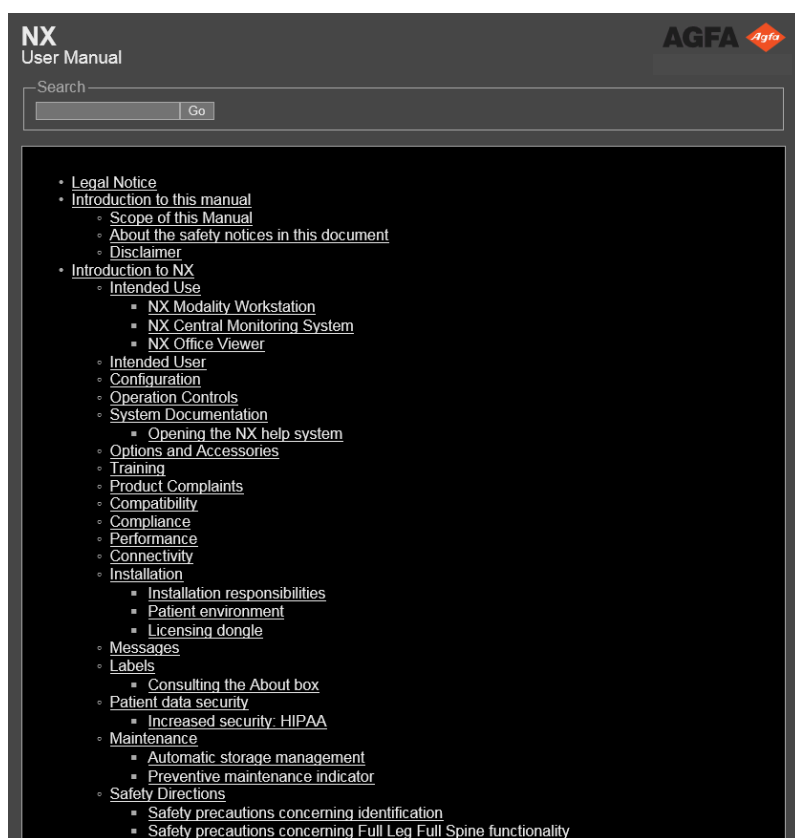 NX
AGFA Agfa
User Manual
Search
Go
• Legal Notice
• Introduction to this manual
◦ Scope of this Manual
◦ About the safety notices in this document
◦ Disclaimer
• Introduction to NX
◦ Intended Use
▪ NX Modality Workstation
▪ NX Central Monitoring System
▪ NX Office Viewer
◦ Intended User
◦ Configuration
◦ Operation Controls
◦ System Documentation
▪ Opening the NX help system
◦ Options and Accessories
◦ Training
◦ Product Complaints
◦ Compatibility
◦ Compliance
◦ Performance
◦ Connectivity
◦ Installation
▪ Installation responsibilities
▪ Patient environment
▪ Licensing dongle
◦ Messages
◦ Labels
▪ Consulting the About box
◦ Patient data security
▪ Increased security: HIPAA
◦ Maintenance
▪ Automatic storage management
▪ Preventive maintenance indicator
◦ Safety Directions
▪ Safety precautions concerning identification
▪ Safety precautions concerning Full Leg Full Spine functionality